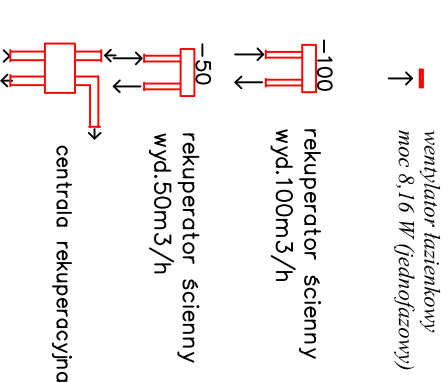 wentylator łazienkowy
moc 8,16 W (jednofazowy)
-100
rekuperator ścienny
wyd.100m3/h
-50
rekuperator ścienny
wyd.50m3/h
centrala rekuperacyjna